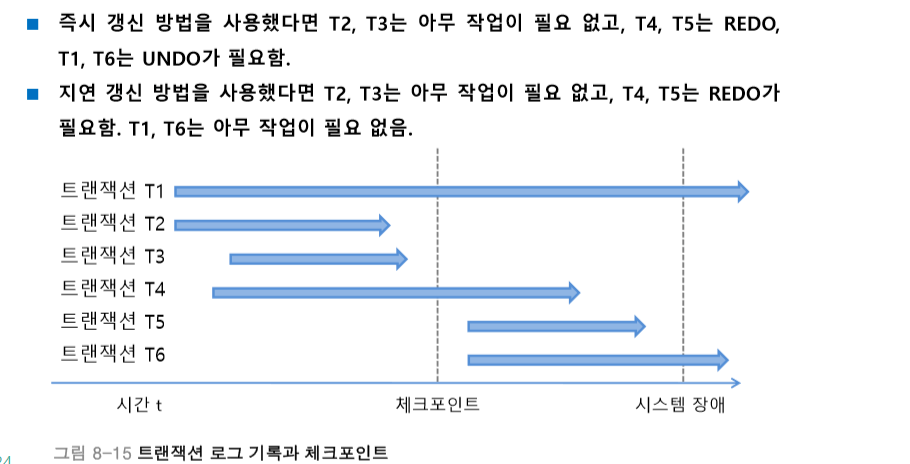 ■ 즉시 갱신 방법을 사용했다면 T2, T3는 아무 작업이 필요 없고, T4, T5는 REDO,
T1, T6는 UNDO가 필요함.
■ 지연 갱신 방법을 사용했다면 T2, T3는 아무 작업이 필요 없고, T4, T5는 REDO가
필요함. T1, T6는 아무 작업이 필요 없음.
트랜잭션 T1
트랜잭션 T2
트랜잭션 T3
트랜잭션 T4
트랜잭션 T5
트랜잭션 T6
시간 t 체크포인트 시스템 장애
그림 8-15 트랜잭션 로그 기록과 체크포인트